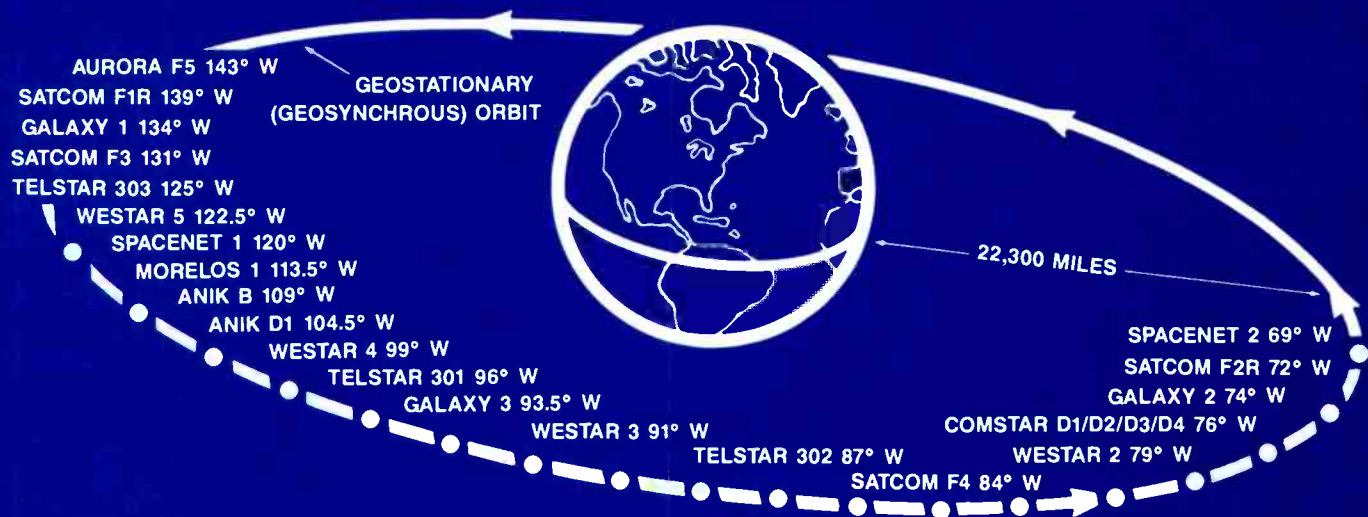 AURORA F5 143° W
SATCOM F1R 139° W
GALAXY 1 134° W
SATCOM F3 131° W
TELSTAR 303 125° W
WESTAR 5 122.5° W
SPACENET 1 120° W
MORELOS 1 113.5° W
ANIK B 109° W
ANIK D1 104.5° W
WESTAR 4 99° W
TELSTAR 301 96° W
GALAXY 3 93.5° W
WESTAR 3 91° W
TELSTAR 302 87° W
SATCOM F4 84° W
GEOSTATIONARY
(GEOSYNCHROUS) ORBIT
22,300 MILES
SPACENET 2 69° W
SATCOM F2R 72° W
GALAXY 2 74° W
COMSTAR D1/D2/D3/D4 76° W
WESTAR 2 79° W